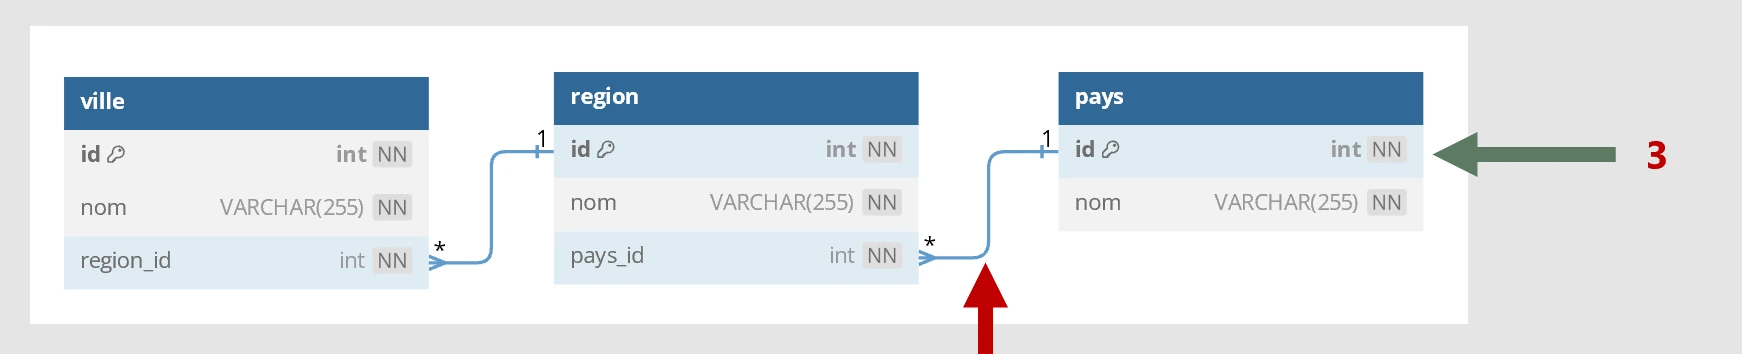 ville
id int NN
nom VARCHAR(255) NN
region_id int NN
*
1
region
id int NN
nom VARCHAR(255) NN
pays_id int NN
*
1
pays
id int NN
nom VARCHAR(255) NN
3